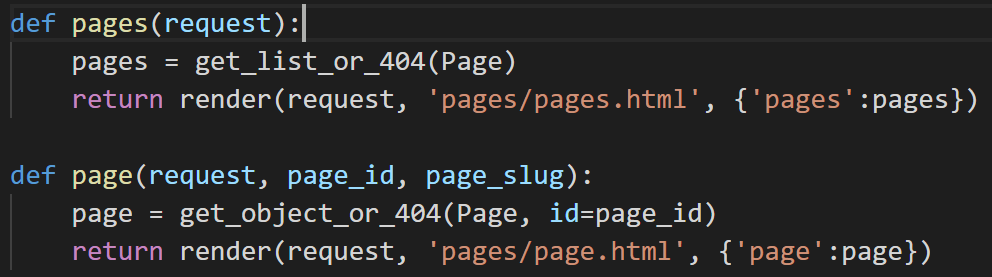 def pages(request):
    pages = get_list_or_404(Page)
    return render(request, 'pages/pages.html', {'pages':pages})
def page(request, page_id, page_slug):
    page = get_object_or_404(Page, id=page_id)
    return render(request, 'pages/page.html', {'page':page})